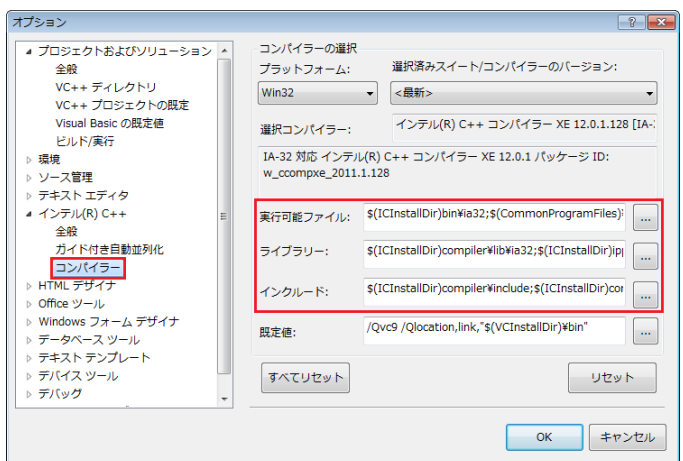 オプション
プロジェクトおよびソリューション
全般
VC++ ディレクトリ
VC++ プロジェクトの既定
Visual Basic の既定値
ビルド/実行
環境
ソース管理
テキスト エディタ
インテル(R) C++
全般
ガイド付き自動並列化
コンパイラー
HTML デザイナ
Office ツール
Windows フォーム デザイナ
データベース ツール
テキスト テンプレート
デバイス ツール
デバッグ
コンパイラーの選択
プラットフォーム:
選択済みスイート/コンパイラーのバージョン:
Win32
<最新>
選択コンパイラー:
インテル(R) C++ コンパイラー XE 12.0.1.128 [IA-
IA-32 対応 インテル(R) C++ コンパイラー XE 12.0.1 パッケージ ID:
w_ccompxe_2011.1.128
実行可能ファイル:
$(ICInstallDir)bin¥ia32;$(CommonProgramFiles)
...
ライブラリー:
$(ICInstallDir)compiler¥lib¥ia32;$(ICInstallDir)ip
...
インクルード:
$(ICInstallDir)compiler¥include;$(ICInstallDir)co
...
既定値:
/Qvc9 /Qlocation,link,"$(VCInstallDir)¥bin"
...
すべてリセット
リセット
OK
キャンセル